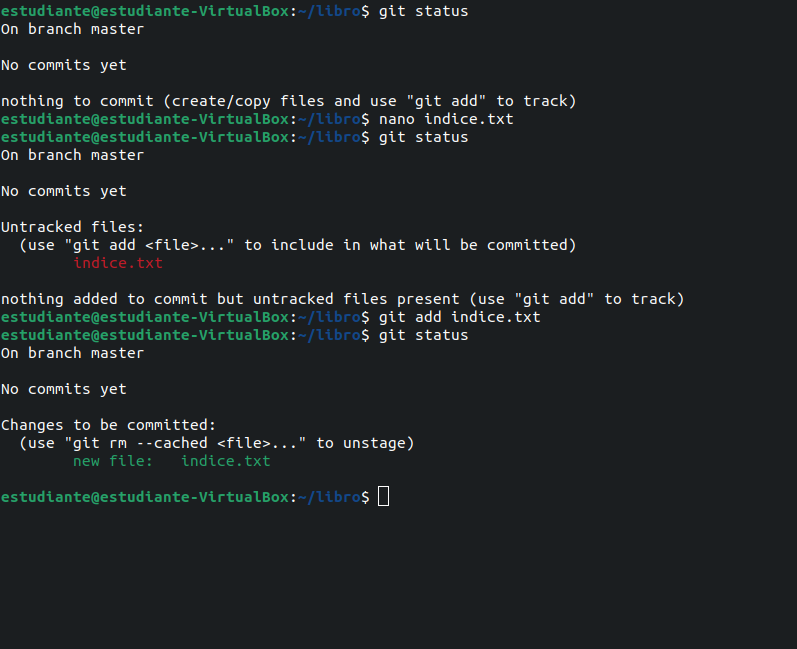 estudiante@estudiante-VirtualBox:~/libro$ git status
On branch master
No commits yet
nothing to commit (create/copy files and use "git add" to track)
estudiante@estudiante-VirtualBox:~/libro$ nano indice.txt
estudiante@estudiante-VirtualBox:~/libro$ git status
On branch master
No commits yet
Untracked files:
  (use "git add <file>..." to include in what will be committed)
        indice.txt
nothing added to commit but untracked files present (use "git add" to track)
estudiante@estudiante-VirtualBox:~/libro$ git add indice.txt
estudiante@estudiante-VirtualBox:~/libro$ git status
On branch master
No commits yet
Changes to be committed:
  (use "git rm --cached <file>..." to unstage)
        new file:   indice.txt
estudiante@estudiante-VirtualBox:~/libro$